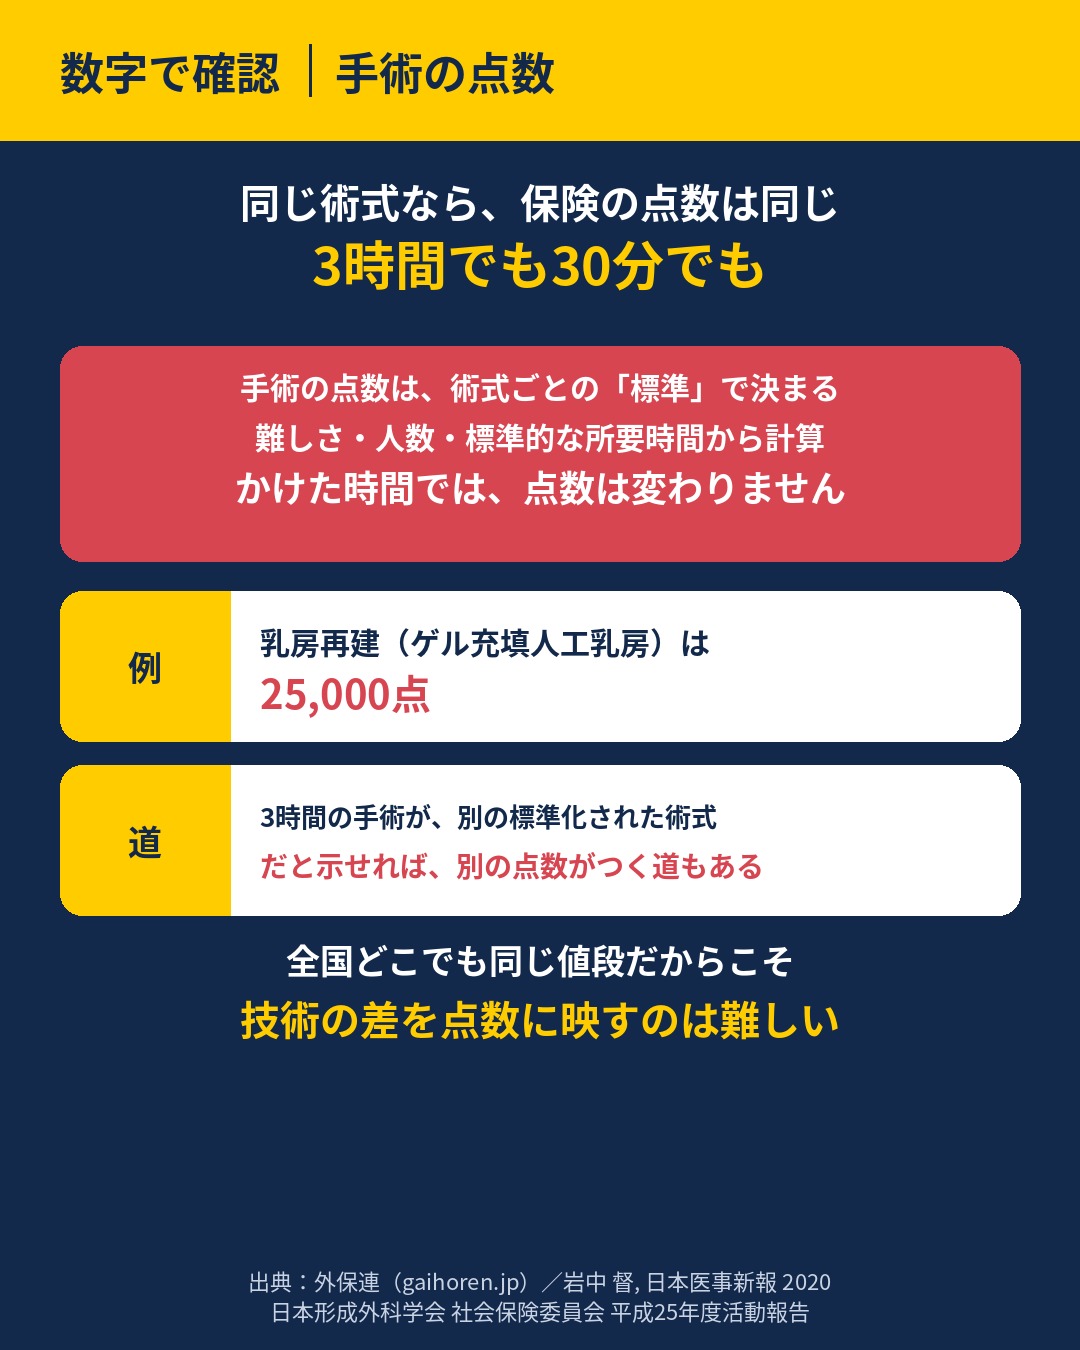 数字で確認｜手術の点数
同じ術式なら、保険の点数は同じ
3時間でも30分でも
手術の点数は、術式ごとの「標準」で決まる
難しさ・人数・標準的な所要時間から計算
かけた時間では、点数は変わりません
例
乳房再建（ゲル充填人工乳房）は
25,000点
道
3時間の手術が、別の標準化された術式
だと示せれば、別の点数がつく道もある
全国どこでも同じ値段だからこそ
技術の差を点数に映すのは難しい
出典：外保連（gaihoren.jp）／岩中 督, 日本医事新報 2020
日本形成外科学会 社会保険委員会 平成25年度活動報告